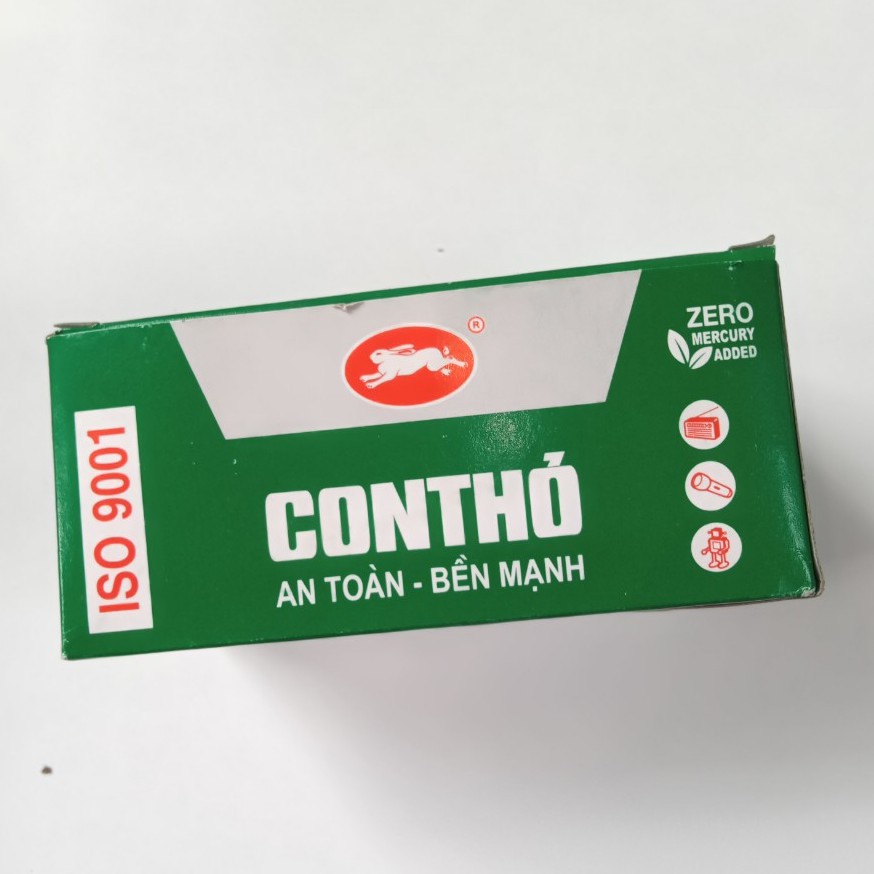 ISO 9001
®
CONTHỎ
AN TOÀN - BỀN MẠNH
ZERO
MERCURY
ADDED